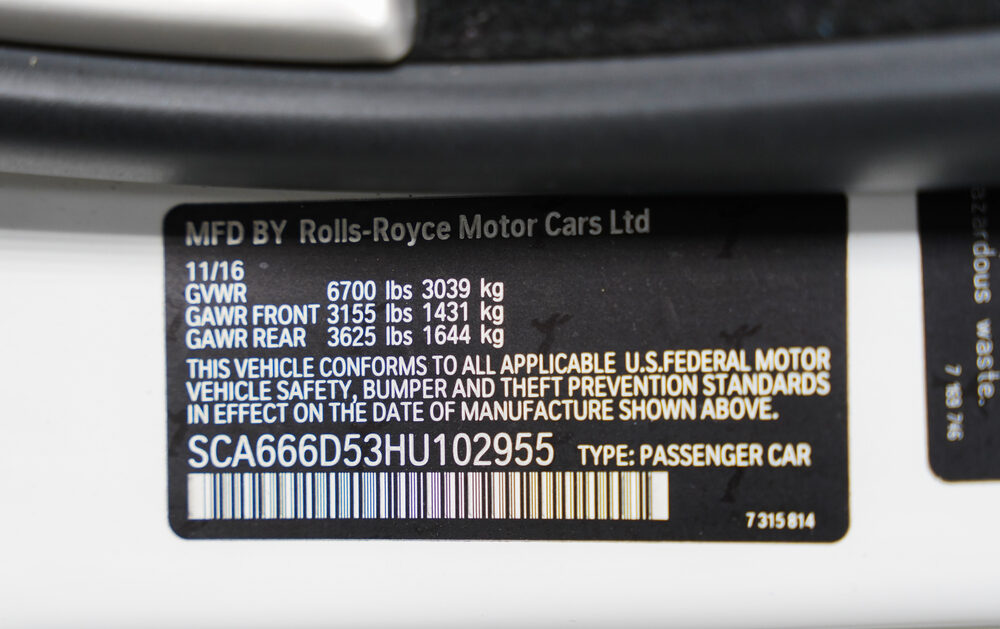 MFD BY Rolls-Royce Motor Cars Ltd
11/16
GVWR 6700 lbs 3039 kg
GAWR FRONT 3155 lbs 1431 kg
GAWR REAR 3625 lbs 1644 kg
THIS VEHICLE CONFORMS TO ALL APPLICABLE U.S.FEDERAL MOTOR
VEHICLE SAFETY, BUMPER AND THEFT PREVENTION STANDARDS
IN EFFECT ON THE DATE OF MANUFACTURE SHOWN ABOVE.
SCA666D53HU102955 TYPE: PASSENGER CAR
7 315 814
azardous waste.